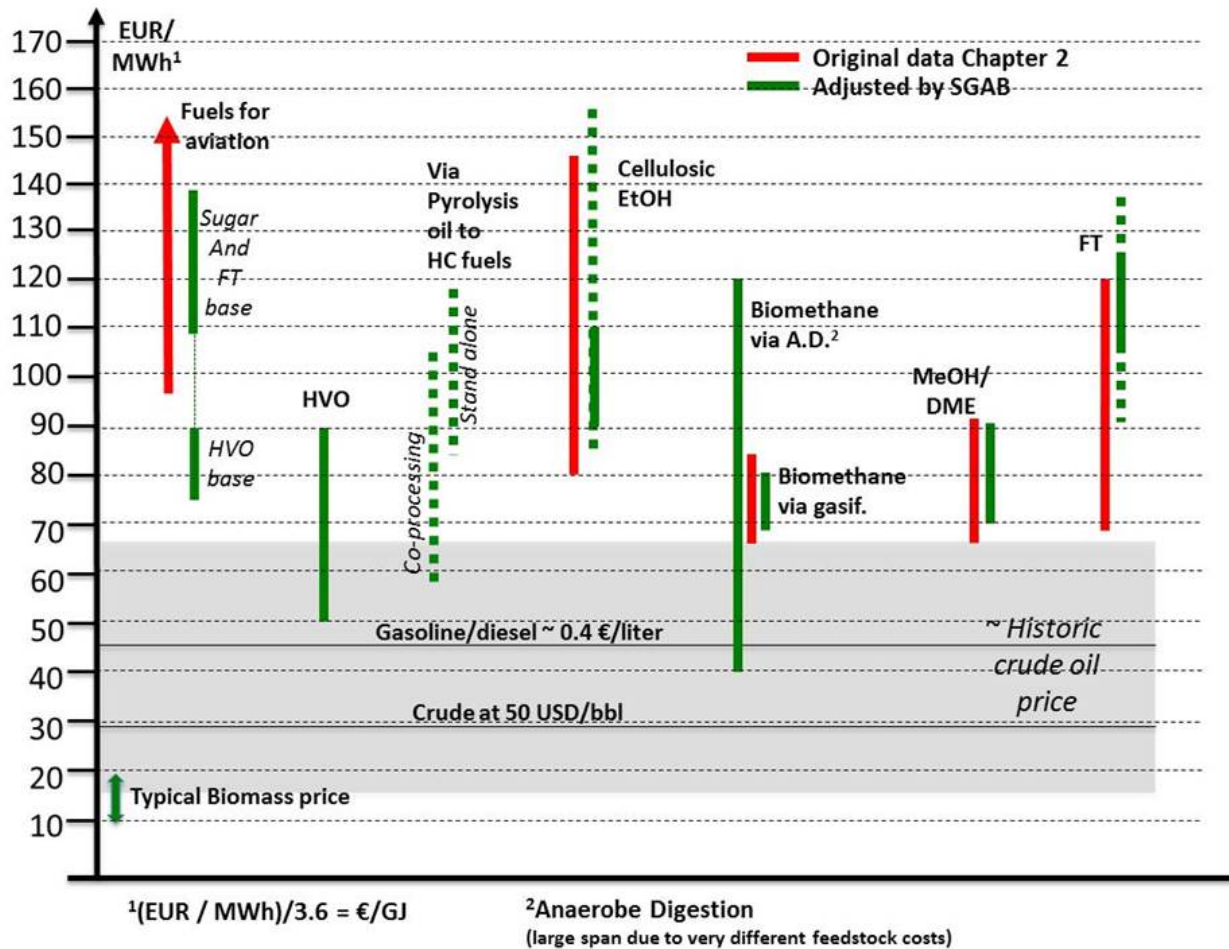 EUR/
MWh¹
170
160
150
140
130
120
110
100
90
80
70
60
50
40
30
20
10
Original data Chapter 2
Adjusted by SGAB
Fuels for
aviation
Sugar
And
FT
base
HVO
base
HVO
Via
Pyrolysis
oil to
HC fuels
Co-processing
Stand alone
Cellulosic
EtOH
Biomethane
via A.D.²
Biomethane
via gasif.
MeOH/
DME
FT
Gasoline/diesel ~ 0.4 €/liter
~ Historic
crude oil
price
Crude at 50 USD/bbl
Typical Biomass price
¹(EUR / MWh)/3.6 = €/GJ
²Anaerobe Digestion
(large span due to very different feedstock costs)